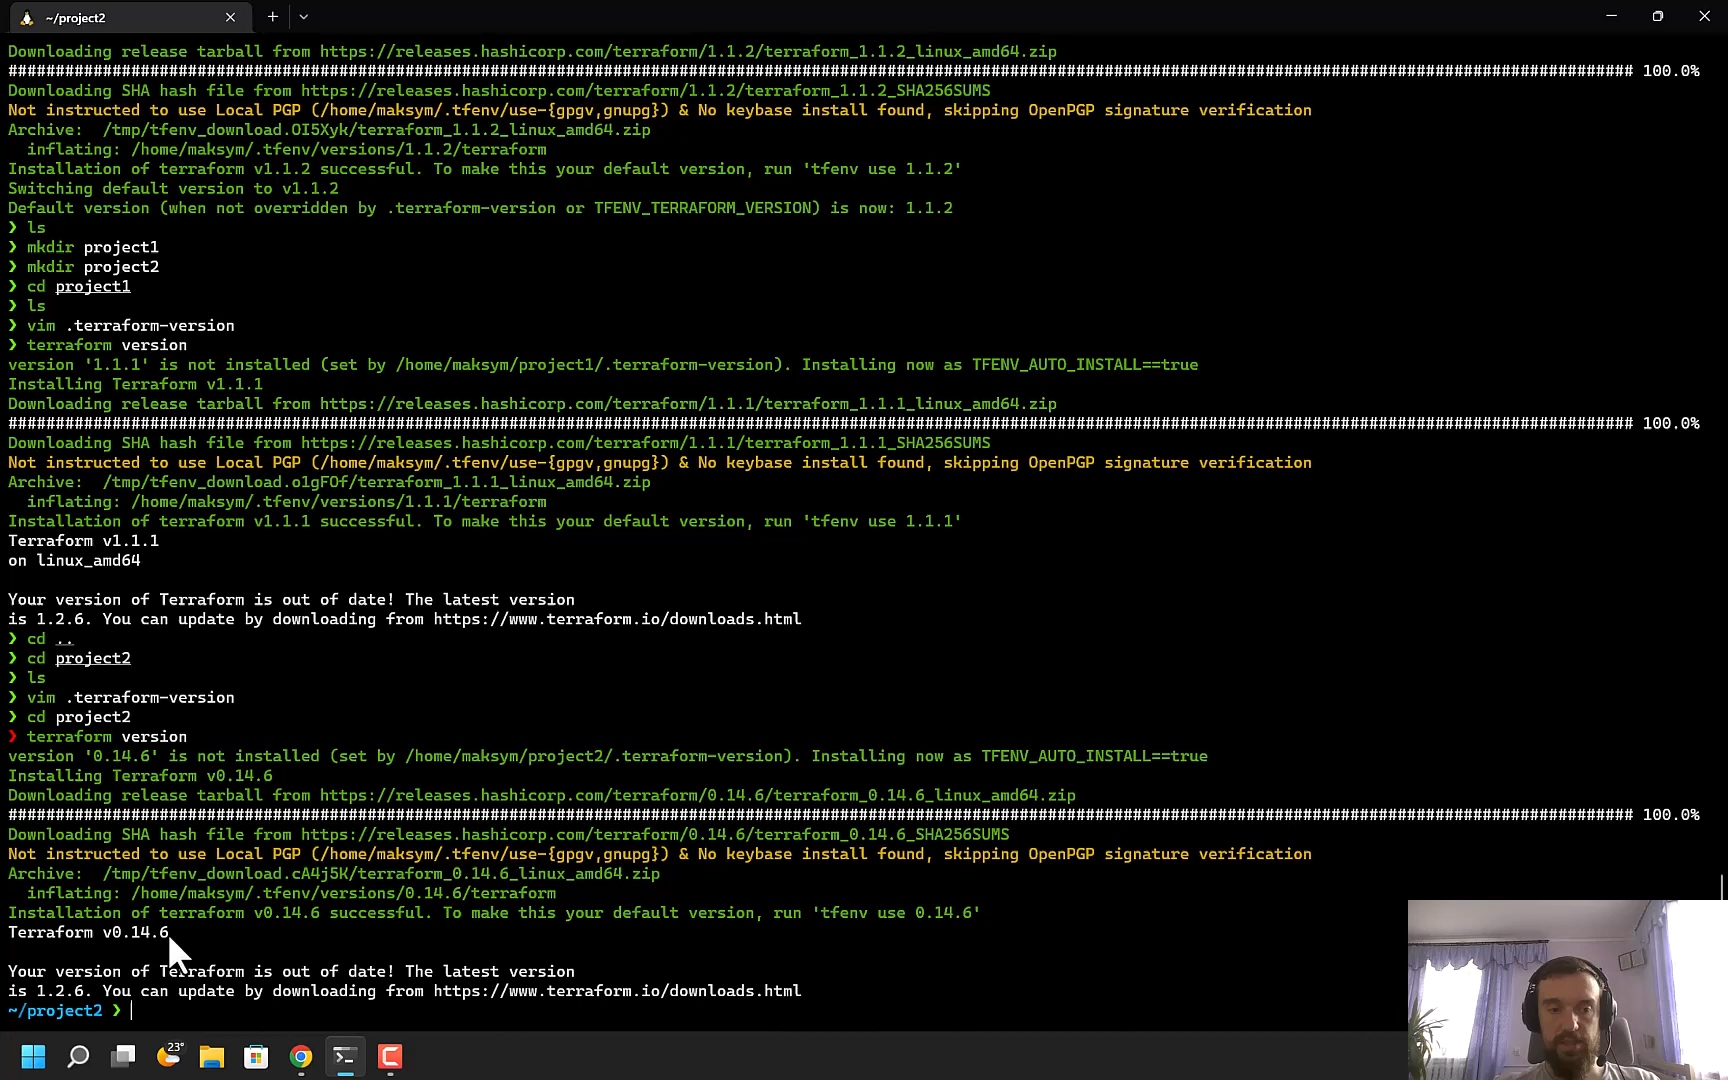 ~/project2
Downloading release tarball from https://releases.hashicorp.com/terraform/1.1.2/terraform_1.1.2_linux_amd64.zip
############################################################################################################################################################################ 100.0%
Downloading SHA hash file from https://releases.hashicorp.com/terraform/1.1.2/terraform_1.1.2_SHA256SUMS
Not instructed to use Local PGP (/home/maksym/.tfenv/use-{gpgv,gnupg}) & No keybase install found, skipping OpenPGP signature verification
Archive:  /tmp/tfenv_download.OI5Xyk/terraform_1.1.2_linux_amd64.zip
  inflating: /home/maksym/.tfenv/versions/1.1.2/terraform
Installation of terraform v1.1.2 successful. To make this your default version, run 'tfenv use 1.1.2'
Switching default version to v1.1.2
Default version (when not overridden by .terraform-version or TFENV_TERRAFORM_VERSION) is now: 1.1.2
❯ ls
❯ mkdir project1
❯ mkdir project2
❯ cd project1
❯ ls
❯ vim .terraform-version
❯ terraform version
version '1.1.1' is not installed (set by /home/maksym/project1/.terraform-version). Installing now as TFENV_AUTO_INSTALL==true
Installing Terraform v1.1.1
Downloading release tarball from https://releases.hashicorp.com/terraform/1.1.1/terraform_1.1.1_linux_amd64.zip
############################################################################################################################################################################ 100.0%
Downloading SHA hash file from https://releases.hashicorp.com/terraform/1.1.1/terraform_1.1.1_SHA256SUMS
Not instructed to use Local PGP (/home/maksym/.tfenv/use-{gpgv,gnupg}) & No keybase install found, skipping OpenPGP signature verification
Archive:  /tmp/tfenv_download.o1gFOf/terraform_1.1.1_linux_amd64.zip
  inflating: /home/maksym/.tfenv/versions/1.1.1/terraform
Installation of terraform v1.1.1 successful. To make this your default version, run 'tfenv use 1.1.1'
Terraform v1.1.1
on linux_amd64
Your version of Terraform is out of date! The latest version
is 1.2.6. You can update by downloading from https://www.terraform.io/downloads.html
❯ cd ..
❯ cd project2
❯ ls
❯ vim .terraform-version
❯ cd project2
❯ terraform version
version '0.14.6' is not installed (set by /home/maksym/project2/.terraform-version). Installing now as TFENV_AUTO_INSTALL==true
Installing Terraform v0.14.6
Downloading release tarball from https://releases.hashicorp.com/terraform/0.14.6/terraform_0.14.6_linux_amd64.zip
############################################################################################################################################################################ 100.0%
Downloading SHA hash file from https://releases.hashicorp.com/terraform/0.14.6/terraform_0.14.6_SHA256SUMS
Not instructed to use Local PGP (/home/maksym/.tfenv/use-{gpgv,gnupg}) & No keybase install found, skipping OpenPGP signature verification
Archive:  /tmp/tfenv_download.cA4j5K/terraform_0.14.6_linux_amd64.zip
  inflating: /home/maksym/.tfenv/versions/0.14.6/terraform
Installation of terraform v0.14.6 successful. To make this your default version, run 'tfenv use 0.14.6'
Terraform v0.14.6
Your version of Terraform is out of date! The latest version
is 1.2.6. You can update by downloading from https://www.terraform.io/downloads.html
~/project2 ❯
23°